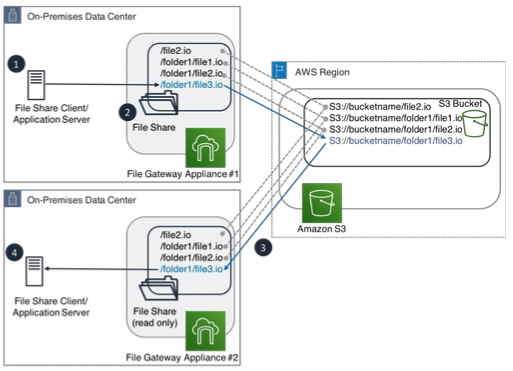 On-Premises Data Center
1
File Share Client/
Application Server
/file2.io
/folder1/file1.io
/folder1/file2.io
/folder1/file3.io
2
File Share
File Gateway Appliance #1
AWS Region
S3 Bucket
S3://bucketname/file2.io
S3://bucketname/folder1/file1.io
S3://bucketname/folder1/file2.io
S3://bucketname/folder1/file3.io
Amazon S3
3
On-Premises Data Center
4
File Share Client/
Application Server
/file2.io
/folder1/file1.io
/folder1/file2.io
/folder1/file3.io
File Share
(read only)
File Gateway Appliance #2